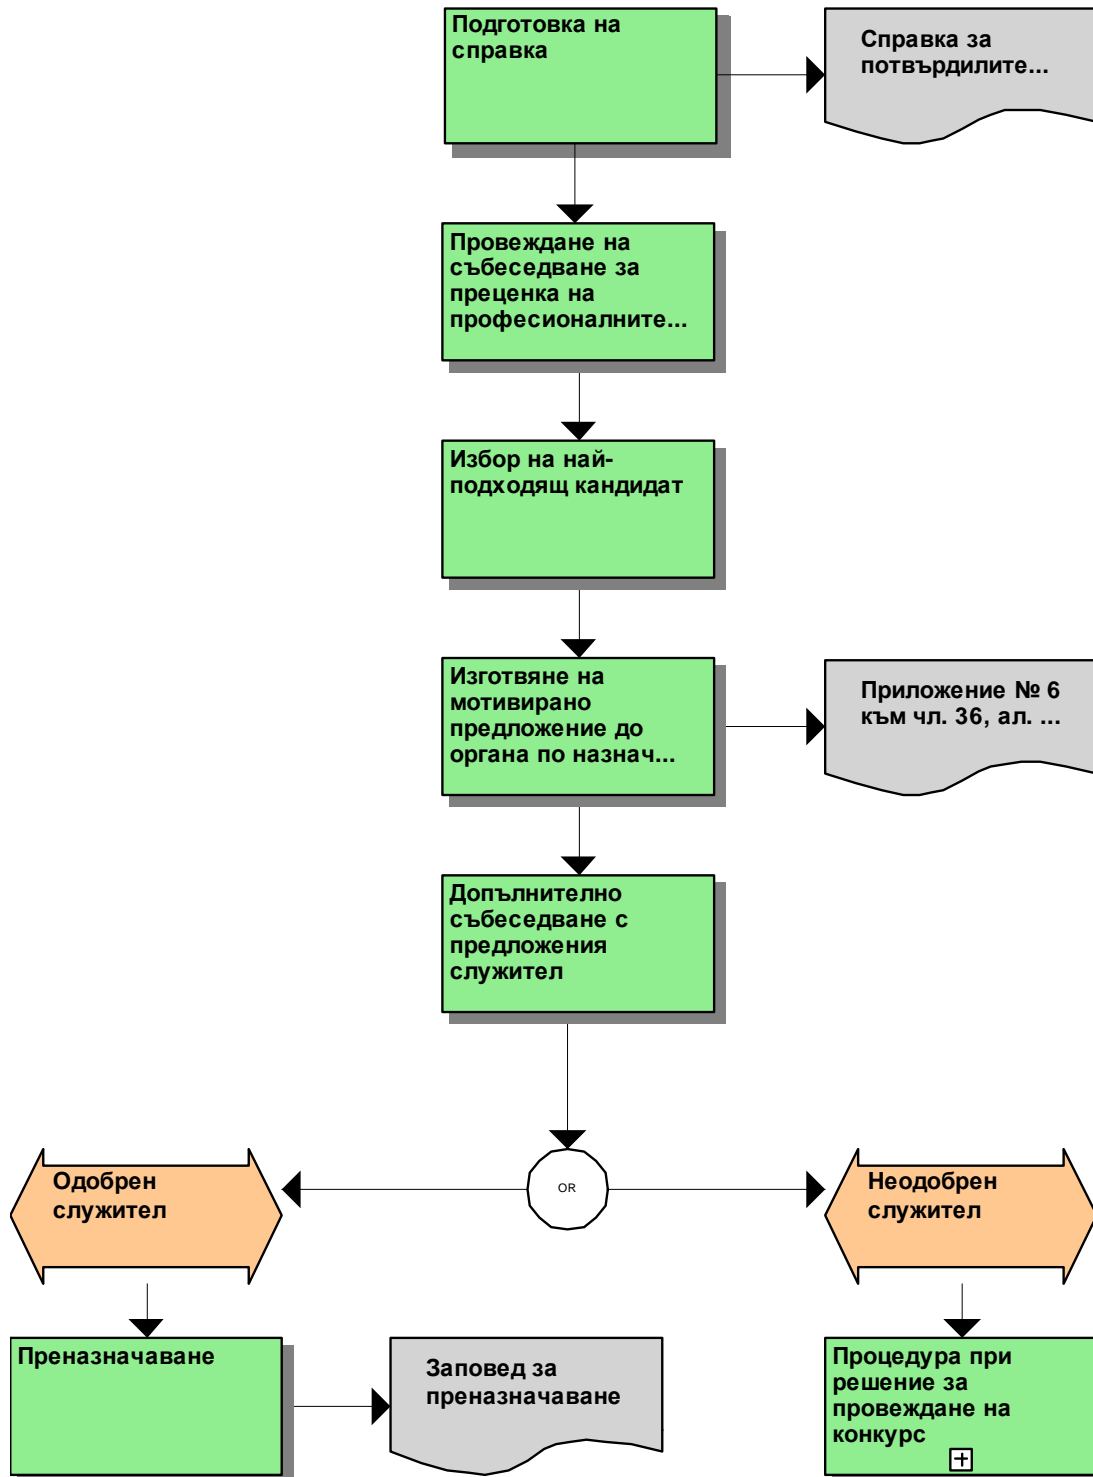 Подготовка на
справка
Справка за
потвърдилите...
Провеждане на
събеседване за
преценка на
професионалните...
Избор на най-
подходящ кандидат
Изготвяне на
мотивирано
предложение до
органа по назнач...
Приложение № 6
към чл. 36, ал. ...
Допълнително
събеседване с
предложения
служител
OR
Одобрен
служител
Неодобрен
служител
Преназначаване
Заповед за
преназначаване
Процедура при
решение за
провеждане на
конкурс